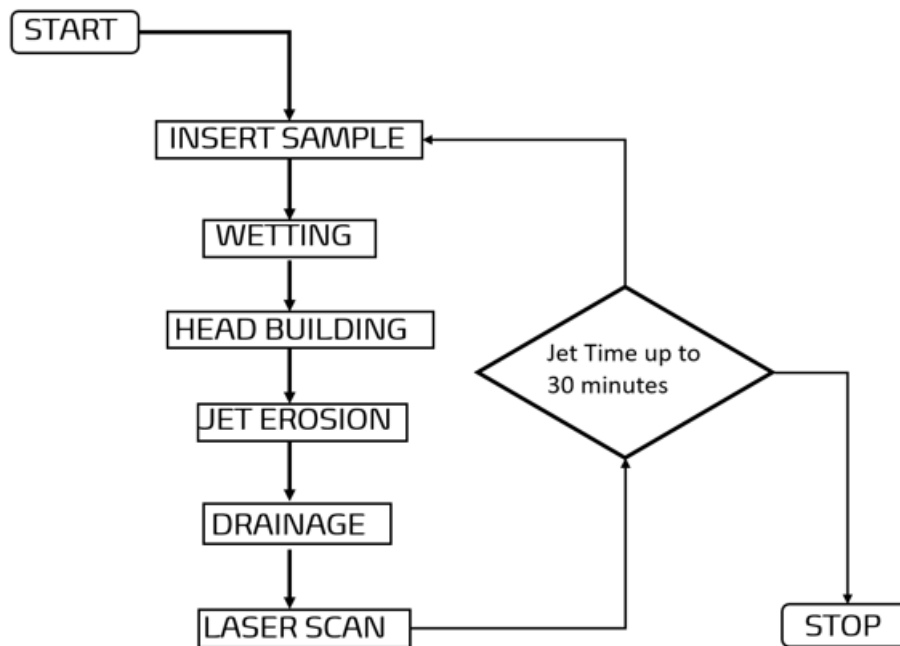 START
INSERT SAMPLE
WETTING
HEAD BUILDING
JET EROSION
DRAINAGE
LASER SCAN
Jet Time up to
30 minutes
STOP